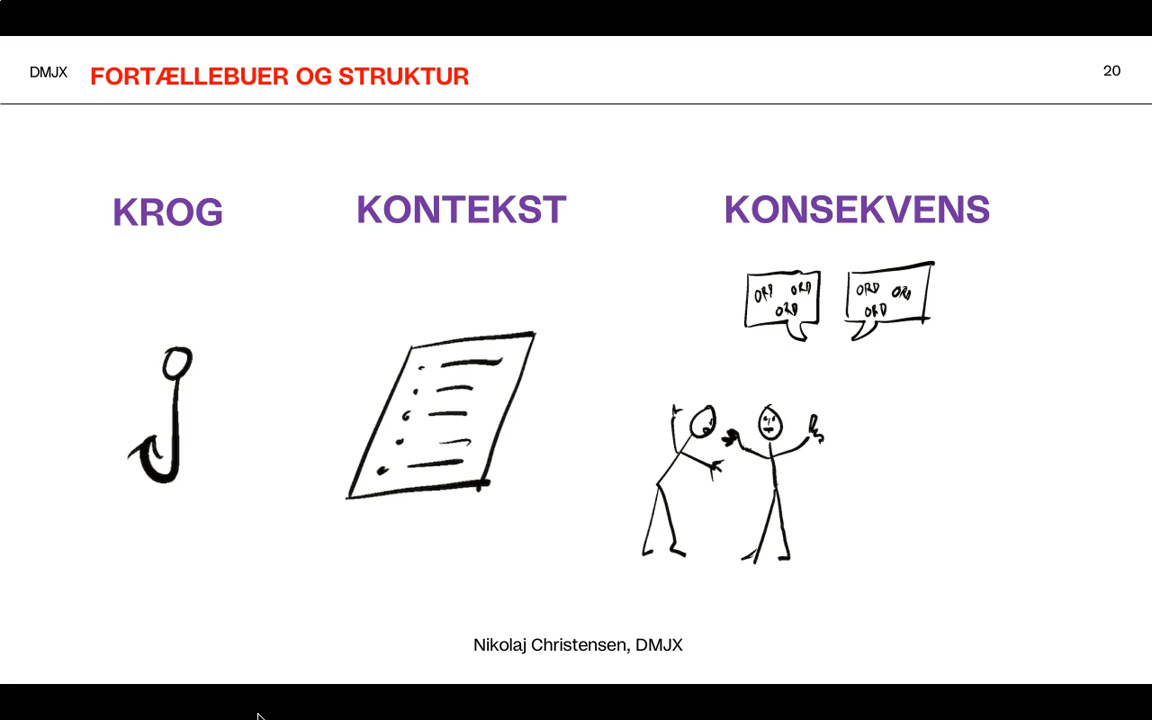 DMJX FORTÆLLEBUER OG STRUKTUR 20
KROG KONTEKST KONSEKVENS
ORD ORD ORD ORD
ORD ORD
Nikolaj Christensen, DMJX